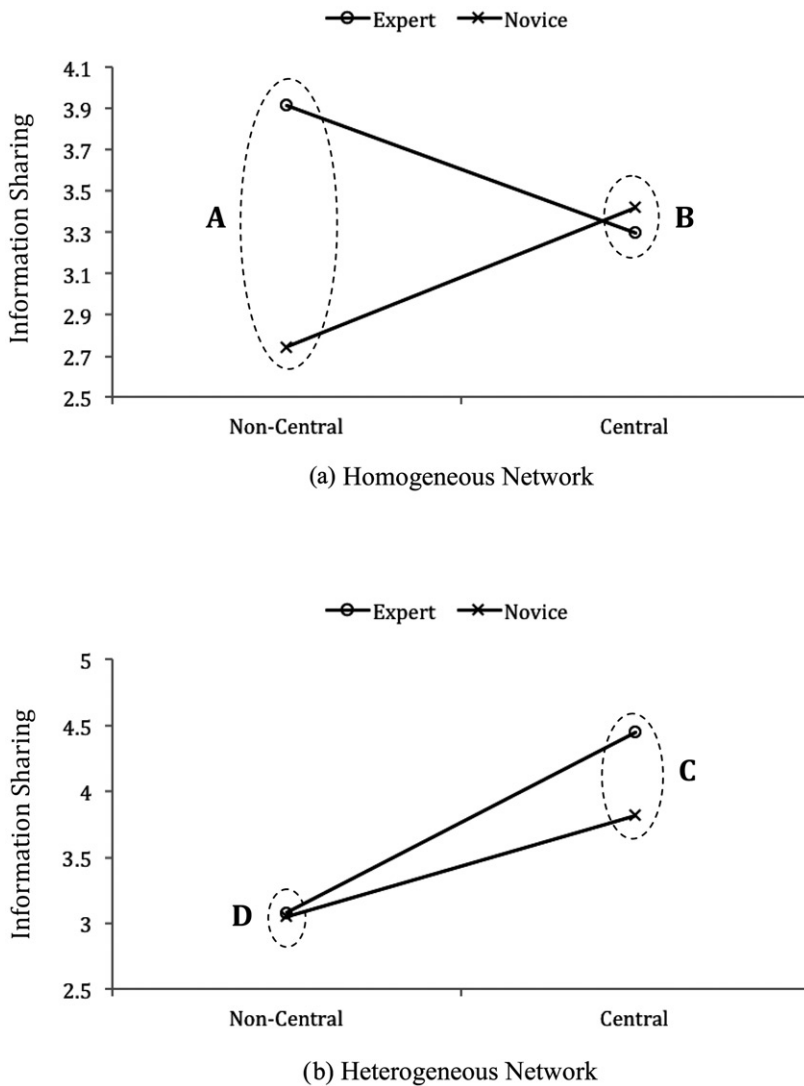 Expert Novice
4.1
3.9
3.7
3.5
3.3
3.1
2.9
2.7
2.5
Information Sharing
A
B
Non-Central Central
(a) Homogeneous Network
Expert Novice
5
4.5
4
3.5
3
2.5
Information Sharing
C
D
Non-Central Central
(b) Heterogeneous Network